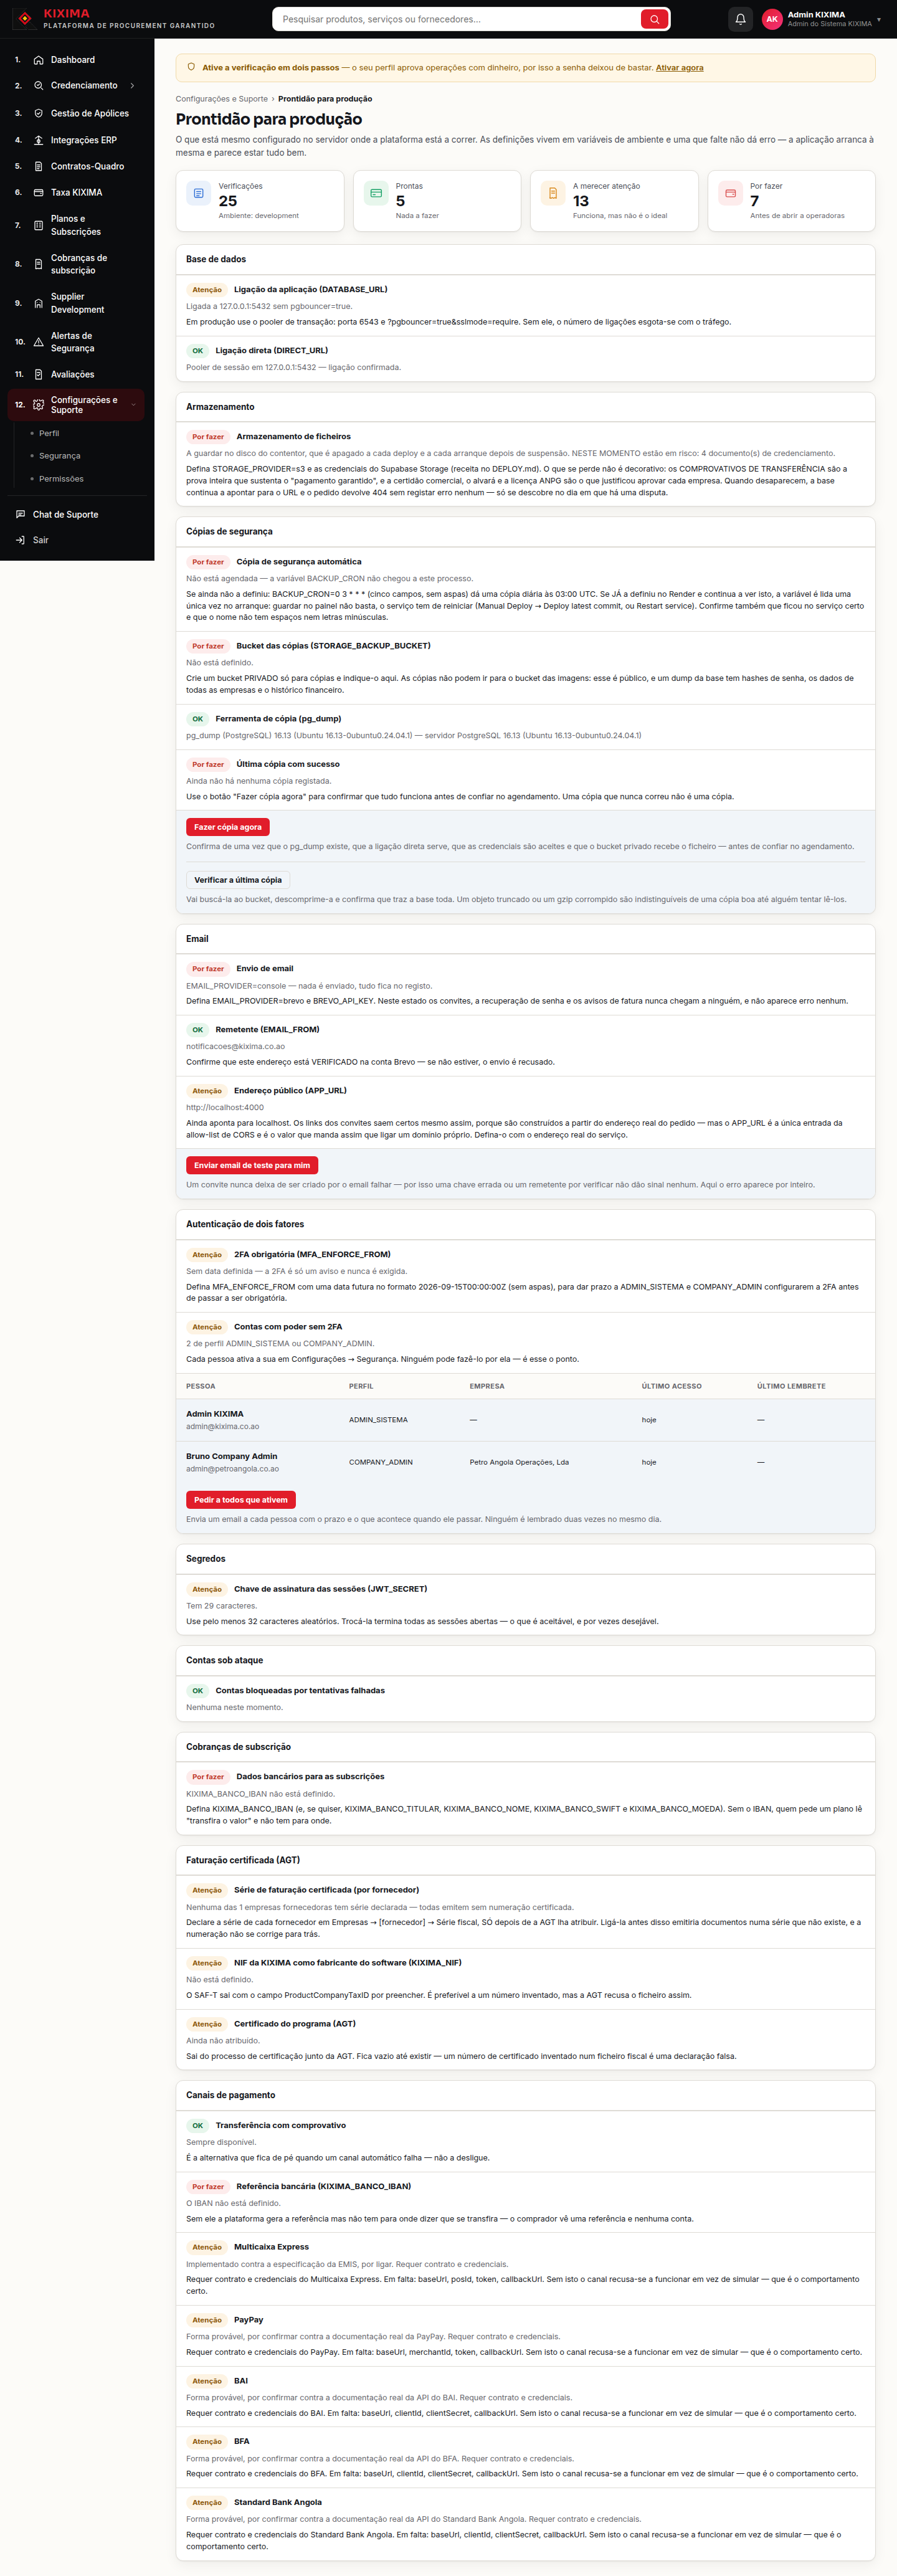 KIXIMA
PLATAFORMA DE PROCUREMENT GARANTIDO
Pesquisar produtos, serviços ou fornecedores...
AK
Admin KIXIMA
Admin do Sistema KIXIMA
1. Dashboard
2. Credenciamento
3. Gestão de Apólices
4. Integrações ERP
5. Contratos-Quadro
6. Taxa KIXIMA
7. Planos e
Subscrições
8. Cobranças de
subscrição
9. Supplier
Development
10. Alertas de
Segurança
11. Avaliações
12. Configurações e
Suporte
Perfil
Segurança
Permissões
Chat de Suporte
Sair
Ative a verificação em dois passos — o seu perfil aprova operações com dinheiro, por isso a senha deixou de bastar. Ativar agora
Configurações e Suporte › Prontidão para produção
Prontidão para produção
O que está mesmo configurado no servidor onde a plataforma está a correr. As definições vivem em variáveis de ambiente e uma que falte não dá erro — a aplicação arranca à
mesma e parece estar tudo bem.
Verificações
25
Ambiente: development
Prontas
5
Nada a fazer
A merecer atenção
13
Funciona, mas não é o ideal
Por fazer
7
Antes de abrir a operadoras
Base de dados
Atenção Ligação da aplicação (DATABASE_URL)
Ligada a 127.0.0.1:5432 sem pgbouncer=true.
Em produção use o pooler de transação: porta 6543 e ?pgbouncer=true&sslmode=require. Sem ele, o número de ligações esgota-se com o tráfego.
OK Ligação direta (DIRECT_URL)
Pooler de sessão em 127.0.0.1:5432 — ligação confirmada.
Armazenamento
Por fazer Armazenamento de ficheiros
A guardar no disco do contentor, que é apagado a cada deploy e a cada arranque depois de suspensão. NESTE MOMENTO estão em risco: 4 documento(s) de credenciamento.
Defina STORAGE_PROVIDER=s3 e as credenciais do Supabase Storage (receita no DEPLOY.md). O que se perde não é decorativo: os COMPROVATIVOS DE TRANSFERÊNCIA são a
prova inteira que sustenta o "pagamento garantido", e a certidão comercial, o alvará e a licença ANPG são o que justificou aprovar cada empresa. Quando desaparecem, a base
continua a apontar para o URL e o pedido devolve 404 sem registar erro nenhum — só se descobre no dia em que há uma disputa.
Cópias de segurança
Por fazer Cópia de segurança automática
Não está agendada — a variável BACKUP_CRON não chegou a este processo.
Se ainda não a definiu: BACKUP_CRON=0 3 * * * (cinco campos, sem aspas) dá uma cópia diária às 03:00 UTC. Se JÁ a definiu no Render e continua a ver isto, a variável é lida uma
única vez no arranque: guardar no painel não basta, o serviço tem de reiniciar (Manual Deploy → Deploy latest commit, ou Restart service). Confirme também que ficou no serviço certo
e que o nome não tem espaços nem letras minúsculas.
Por fazer Bucket das cópias (STORAGE_BACKUP_BUCKET)
Não está definido.
Crie um bucket PRIVADO só para cópias e indique-o aqui. As cópias não podem ir para o bucket das imagens: esse é público, e um dump da base tem hashes de senha, os dados de
todas as empresas e o histórico financeiro.
OK Ferramenta de cópia (pg_dump)
pg_dump (PostgreSQL) 16.13 (Ubuntu 16.13-0ubuntu0.24.04.1) — servidor PostgreSQL 16.13 (Ubuntu 16.13-0ubuntu0.24.04.1)
Por fazer Última cópia com sucesso
Ainda não há nenhuma cópia registada.
Use o botão "Fazer cópia agora" para confirmar que tudo funciona antes de confiar no agendamento. Uma cópia que nunca correu não é uma cópia.
Fazer cópia agora
Confirma de uma vez que o pg_dump existe, que a ligação direta serve, que as credenciais são aceites e que o bucket privado recebe o ficheiro — antes de confiar no agendamento.
Verificar a última cópia
Vai buscá-la ao bucket, descomprime-a e confirma que traz a base toda. Um objeto truncado ou um gzip corrompido são indistinguíveis de uma cópia boa até alguém tentar lê-los.
Email
Por fazer Envio de email
EMAIL_PROVIDER=console — nada é enviado, tudo fica no registo.
Defina EMAIL_PROVIDER=brevo e BREVO_API_KEY. Neste estado os convites, a recuperação de senha e os avisos de fatura nunca chegam a ninguém, e não aparece erro nenhum.
OK Remetente (EMAIL_FROM)
notificacoes@kixima.co.ao
Confirme que este endereço está VERIFICADO na conta Brevo — se não estiver, o envio é recusado.
Atenção Endereço público (APP_URL)
http://localhost:4000
Ainda aponta para localhost. Os links dos convites saem certos mesmo assim, porque são construídos a partir do endereço real do pedido — mas o APP_URL é a única entrada da
allow-list de CORS e é o valor que manda assim que ligar um domínio próprio. Defina-o com o endereço real do serviço.
Enviar email de teste para mim
Um convite nunca deixa de ser criado por o email falhar — por isso uma chave errada ou um remetente por verificar não dão sinal nenhum. Aqui o erro aparece por inteiro.
Autenticação de dois fatores
Atenção 2FA obrigatória (MFA_ENFORCE_FROM)
Sem data definida — a 2FA é só um aviso e nunca é exigida.
Defina MFA_ENFORCE_FROM com uma data futura no formato 2026-09-15T00:00:00Z (sem aspas), para dar prazo a ADMIN_SISTEMA e COMPANY_ADMIN configurarem a 2FA antes
de passar a ser obrigatória.
Atenção Contas com poder sem 2FA
2 de perfil ADMIN_SISTEMA ou COMPANY_ADMIN.
Cada pessoa ativa a sua em Configurações → Segurança. Ninguém pode fazê-lo por ela — é esse o ponto.
PESSOA PERFIL EMPRESA ÚLTIMO ACESSO ÚLTIMO LEMBRETE
Admin KIXIMA
admin@kixima.co.ao
ADMIN_SISTEMA — hoje —
Bruno Company Admin
admin@petroangola.co.ao
COMPANY_ADMIN Petro Angola Operações, Lda hoje —
Pedir a todos que ativem
Envia um email a cada pessoa com o prazo e o que acontece quando ele passar. Ninguém é lembrado duas vezes no mesmo dia.
Segredos
Atenção Chave de assinatura das sessões (JWT_SECRET)
Tem 29 caracteres.
Use pelo menos 32 caracteres aleatórios. Trocá-la termina todas as sessões abertas — o que é aceitável, e por vezes desejável.
Contas sob ataque
OK Contas bloqueadas por tentativas falhadas
Nenhuma neste momento.
Cobranças de subscrição
Por fazer Dados bancários para as subscrições
KIXIMA_BANCO_IBAN não está definido.
Defina KIXIMA_BANCO_IBAN (e, se quiser, KIXIMA_BANCO_TITULAR, KIXIMA_BANCO_NOME, KIXIMA_BANCO_SWIFT e KIXIMA_BANCO_MOEDA). Sem o IBAN, quem pede um plano lê
"transfira o valor" e não tem para onde.
Faturação certificada (AGT)
Atenção Série de faturação certificada (por fornecedor)
Nenhuma das 1 empresas fornecedoras tem série declarada — todas emitem sem numeração certificada.
Declare a série de cada fornecedor em Empresas → [fornecedor] → Série fiscal, SÓ depois de a AGT lha atribuir. Ligá-la antes disso emitiria documentos numa série que não existe, e a
numeração não se corrige para trás.
Atenção NIF da KIXIMA como fabricante do software (KIXIMA_NIF)
Não está definido.
O SAF-T sai com o campo ProductCompanyTaxID por preencher. É preferível a um número inventado, mas a AGT recusa o ficheiro assim.
Atenção Certificado do programa (AGT)
Ainda não atribuído.
Sai do processo de certificação junto da AGT. Fica vazio até existir — um número de certificado inventado num ficheiro fiscal é uma declaração falsa.
Canais de pagamento
OK Transferência com comprovativo
Sempre disponível.
É a alternativa que fica de pé quando um canal automático falha — não a desligue.
Por fazer Referência bancária (KIXIMA_BANCO_IBAN)
O IBAN não está definido.
Sem ele a plataforma gera a referência mas não tem para onde dizer que se transfira — o comprador vê uma referência e nenhuma conta.
Atenção Multicaixa Express
Implementado contra a especificação da EMIS, por ligar. Requer contrato e credenciais.
Requer contrato e credenciais do Multicaixa Express. Em falta: baseUrl, posId, token, callbackUrl. Sem isto o canal recusa-se a funcionar em vez de simular — que é o comportamento
certo.
Atenção PayPay
Forma provável, por confirmar contra a documentação real da PayPay. Requer contrato e credenciais.
Requer contrato e credenciais do PayPay. Em falta: baseUrl, merchantId, token, callbackUrl. Sem isto o canal recusa-se a funcionar em vez de simular — que é o comportamento certo.
Atenção BAI
Forma provável, por confirmar contra a documentação real da API do BAI. Requer contrato e credenciais.
Requer contrato e credenciais do BAI. Em falta: baseUrl, clientId, clientSecret, callbackUrl. Sem isto o canal recusa-se a funcionar em vez de simular — que é o comportamento certo.
Atenção BFA
Forma provável, por confirmar contra a documentação real da API do BFA. Requer contrato e credenciais.
Requer contrato e credenciais do BFA. Em falta: baseUrl, clientId, clientSecret, callbackUrl. Sem isto o canal recusa-se a funcionar em vez de simular — que é o comportamento certo.
Atenção Standard Bank Angola
Forma provável, por confirmar contra a documentação real da API do Standard Bank Angola. Requer contrato e credenciais.
Requer contrato e credenciais do Standard Bank Angola. Em falta: baseUrl, clientId, clientSecret, callbackUrl. Sem isto o canal recusa-se a funcionar em vez de simular — que é o
comportamento certo.